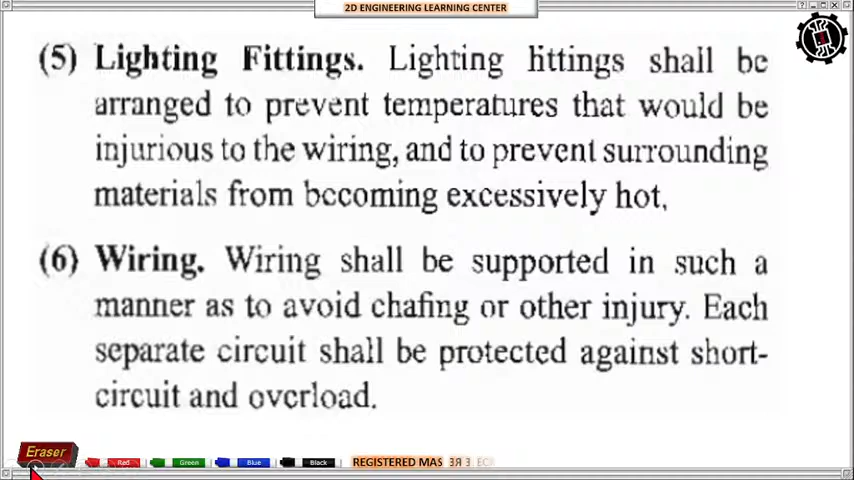 2D ENGINEERING LEARNING CENTER
(5) Lighting Fittings. Lighting fittings shall be
arranged to prevent temperatures that would be
injurious to the wiring, and to prevent surrounding
materials from becoming excessively hot.
(6) Wiring. Wiring shall be supported in such a
manner as to avoid chafing or other injury. Each
separate circuit shall be protected against short-
circuit and overload.
Eraser
Red Green Blue Black REGISTERED MAS